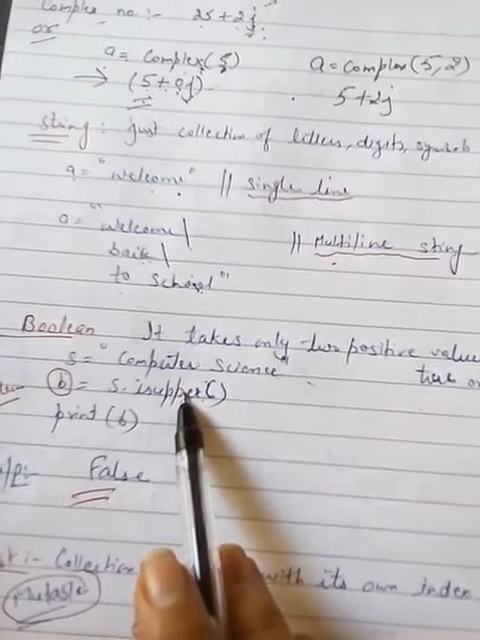 Complex no:- 25+2j
or
a = complex(5) a = complex(5,2)
→ (5+0j) 5+2j
string: just collection of letters, digits, symbols
a = "welcome" // single line
a = "welcome\
back\ // Multiline string
to school"
Boolean It takes only two positive value
s = "Computer science" true or
b = s.isupper()
print(b)
o/p:- False
:- Collection with its own index
Mutable